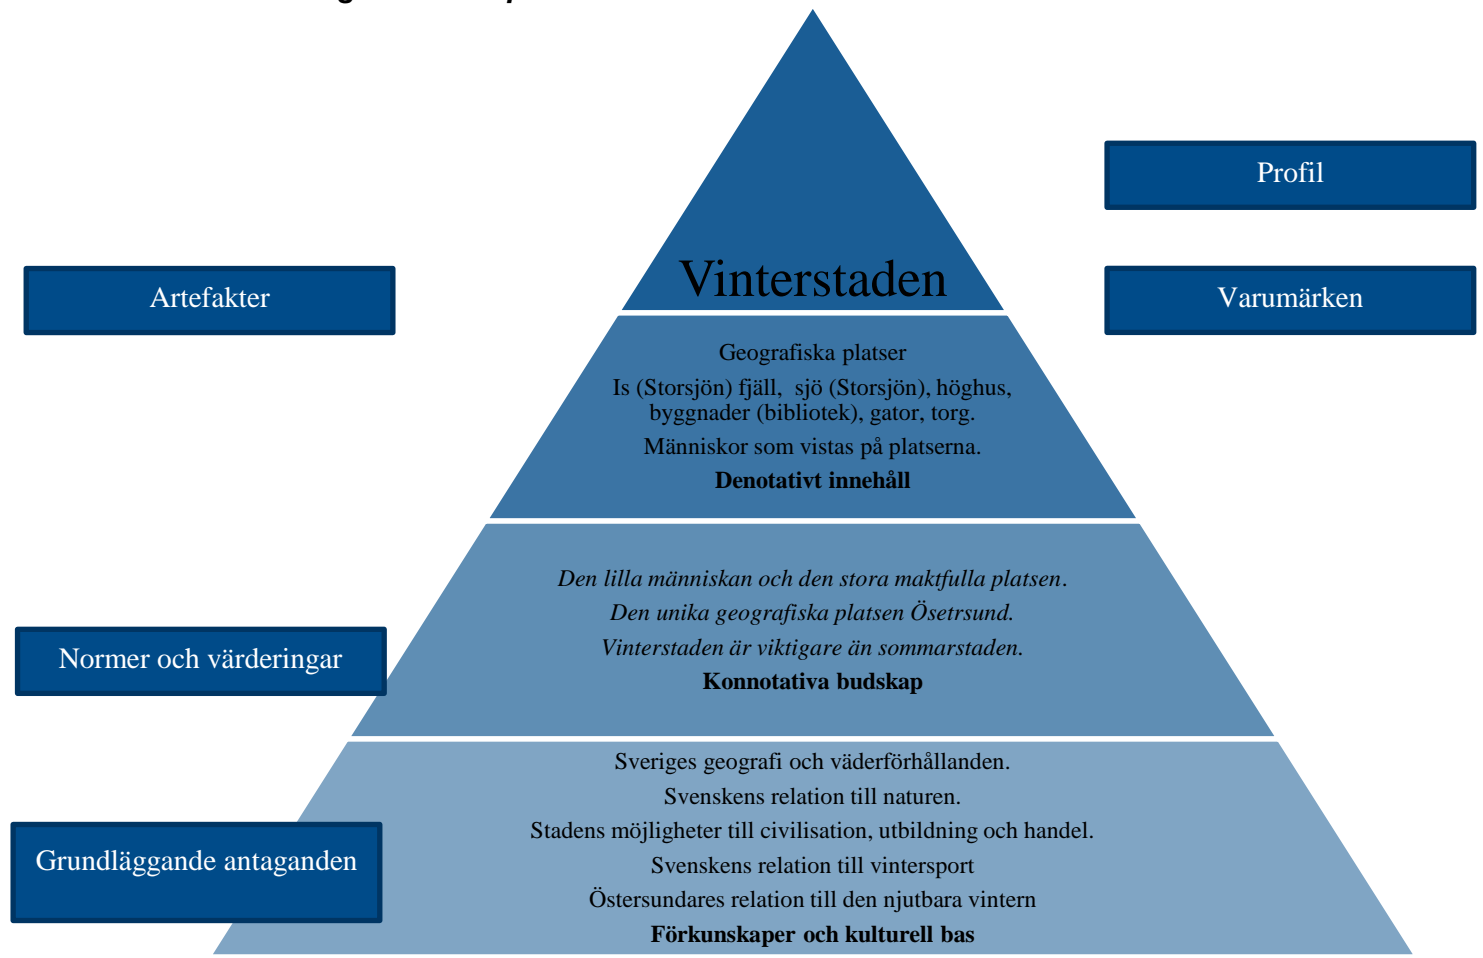 Profil
Vinterstaden
Artefakter
Varumärken
Geografiska platser
Is (Storsjön) fjäll, sjö (Storsjön), höghus,
byggnader (bibliotek), gator, torg.
Människor som vistas på platserna.
Denotativt innehåll
Den lilla människan och den stora maktfulla platsen.
Den unika geografiska platsen Ösetrsund.
Vinterstaden är viktigare än sommarstaden.
Konnotativa budskap
Normer och värderingar
Sveriges geografi och väderförhållanden.
Svenskens relation till naturen.
Stadens möjligheter till civilisation, utbildning och handel.
Svenskens relation till vintersport
Östersundares relation till den njutbara vintern
Förkunskaper och kulturell bas
Grundläggande antaganden